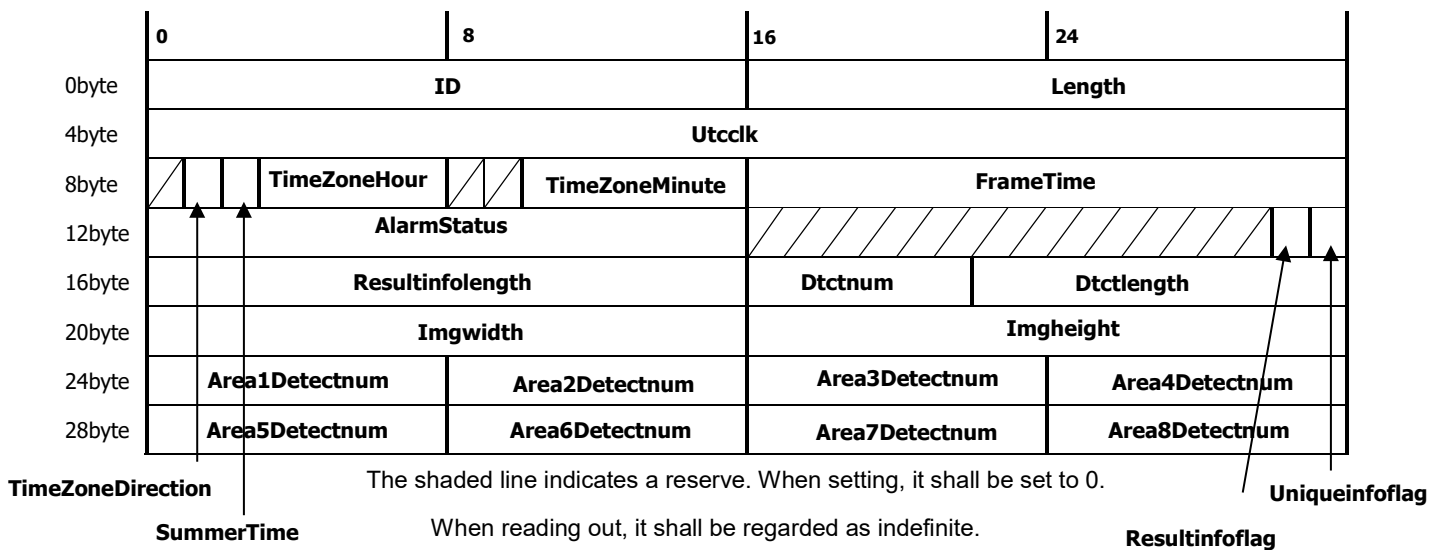 0 8 16 24
0byte ID Length
4byte Utcclk
8byte TimeZoneHour TimeZoneMinute FrameTime
12byte AlarmStatus
16byte Resultinfolength Dtctnum Dtctlength
20byte Imgwidth Imgheight
24byte Area1Detectnum Area2Detectnum Area3Detectnum Area4Detectnum
28byte Area5Detectnum Area6Detectnum Area7Detectnum Area8Detectnum
TimeZoneDirection The shaded line indicates a reserve. When setting, it shall be set to 0. Uniqueinfoflag
SummerTime When reading out, it shall be regarded as indefinite. Resultinfoflag